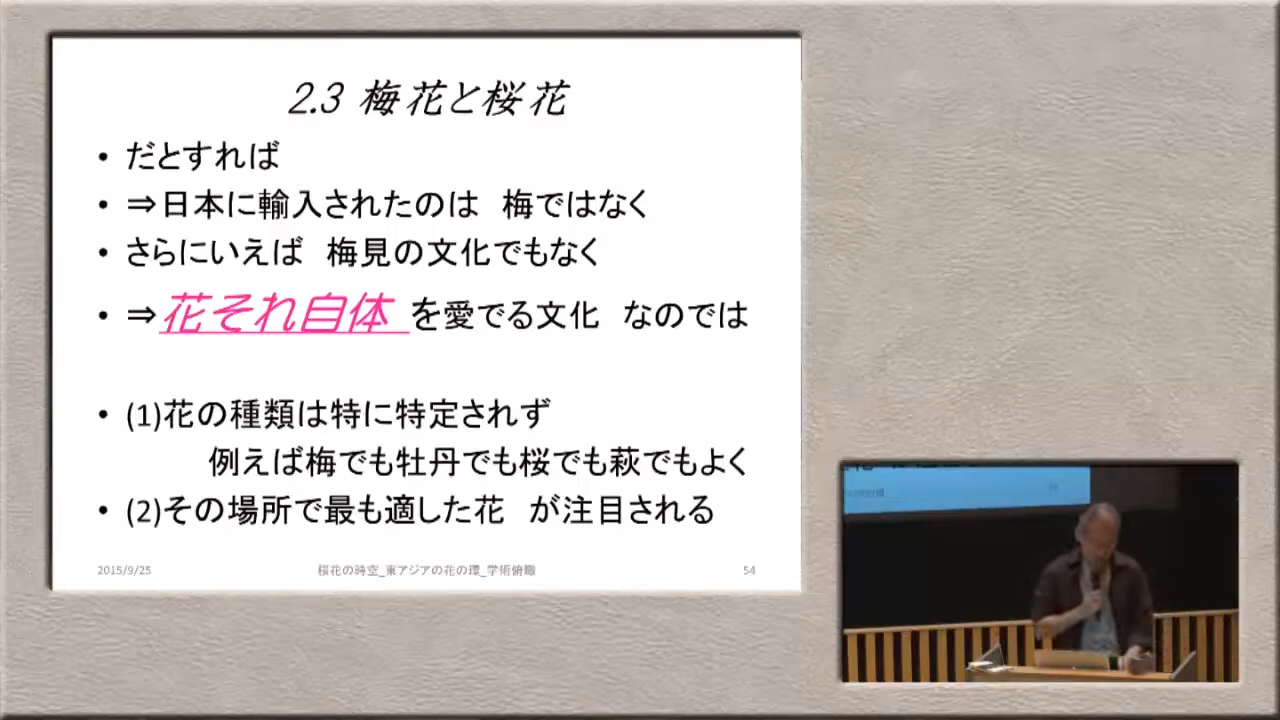 2.3 梅花と桜花
• だとすれば
• ⇒日本に輸入されたのは　梅ではなく
• さらにいえば　梅見の文化でもなく
• ⇒花それ自体 を愛でる文化　なのでは
• (1)花の種類は特に特定されず
例えば梅でも牡丹でも桜でも萩でもよく
• (2)その場所で最も適した花　が注目される
2015/9/25 桜花の時空_東アジアの花の環_学術俯瞰 54